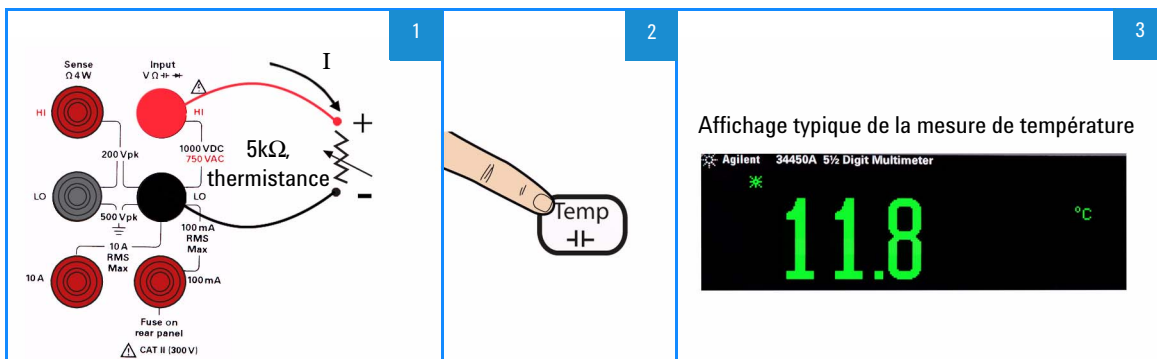 1
Sense
Ω 4 W
Input
V Ω
I
HI
HI
+
200 Vpk
1000 VDC
750 VAC
5kΩ,
thermistance
LO
LO
-
500 Vpk
100 mA
RMS
Max
10 A
RMS
Max
10 A
100 mA
Fuse on
rear panel
CAT II (300 V)
2
Temp
3
Affichage typique de la mesure de température
Agilent 34450A 5½ Digit Multimeter
11.8 °C